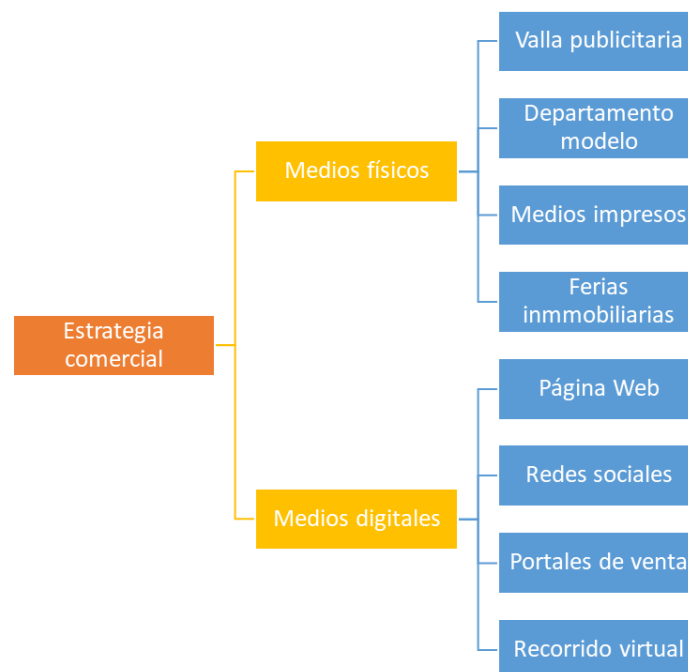 Estrategia
comercial
Medios físicos
Valla publicitaria
Departamento
modelo
Medios impresos
Ferias
inmmobiliarias
Medios digitales
Página Web
Redes sociales
Portales de venta
Recorrido virtual